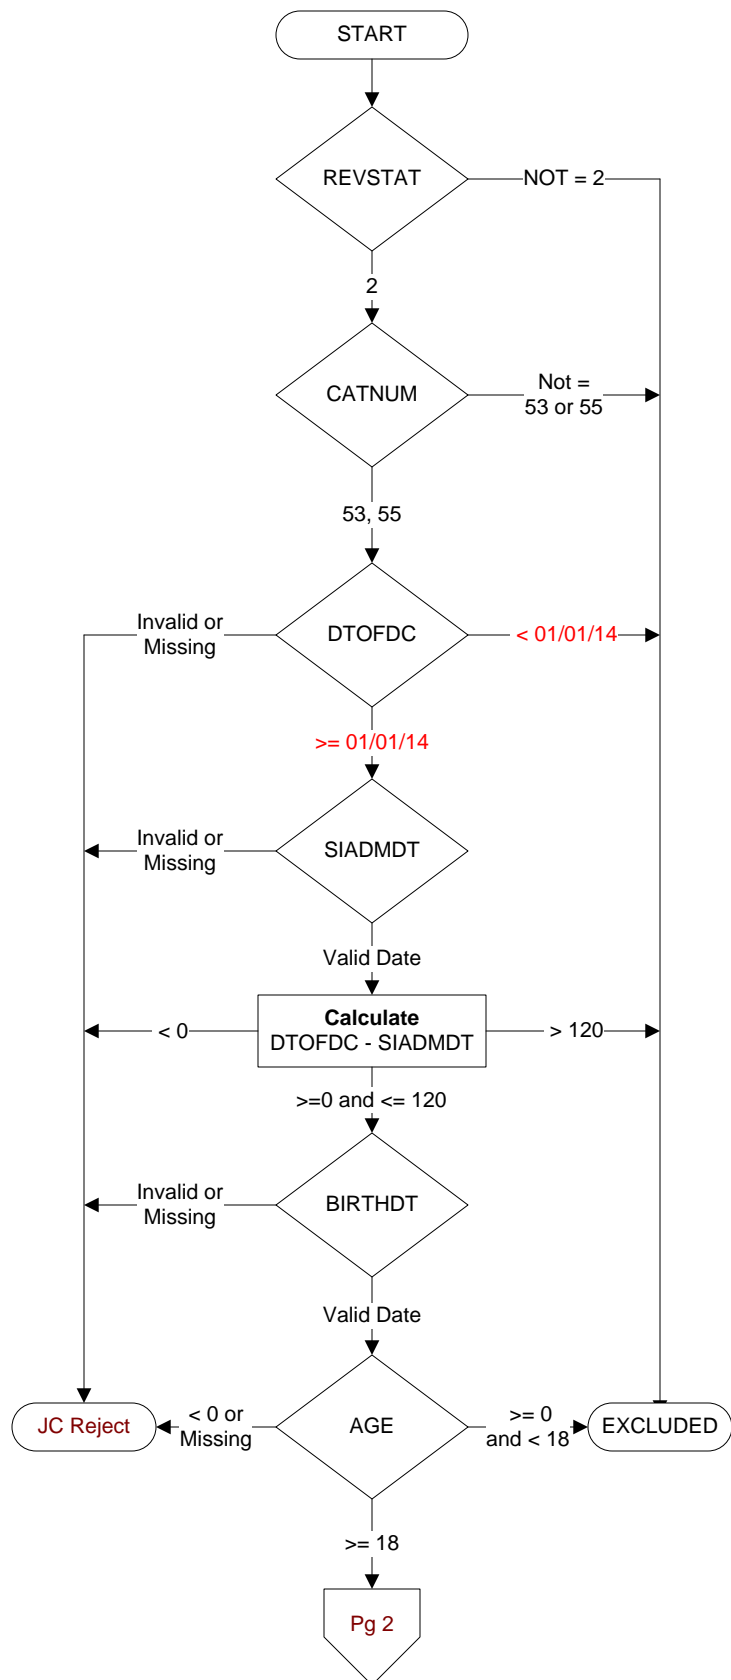 START
REVSTAT
NOT = 2
2
CATNUM
Not =
53 or 55
53, 55
Invalid or
Missing
DTOFDC
< 01/01/14
>= 01/01/14
Invalid or
Missing
SIADMDT
Valid Date
< 0
Calculate
DTOFDC - SIADMDT
> 120
>=0 and <= 120
Invalid or
Missing
BIRTHDT
Valid Date
JC Reject
< 0 or
Missing
AGE
>= 0
and < 18
EXCLUDED
>= 18
Pg 2